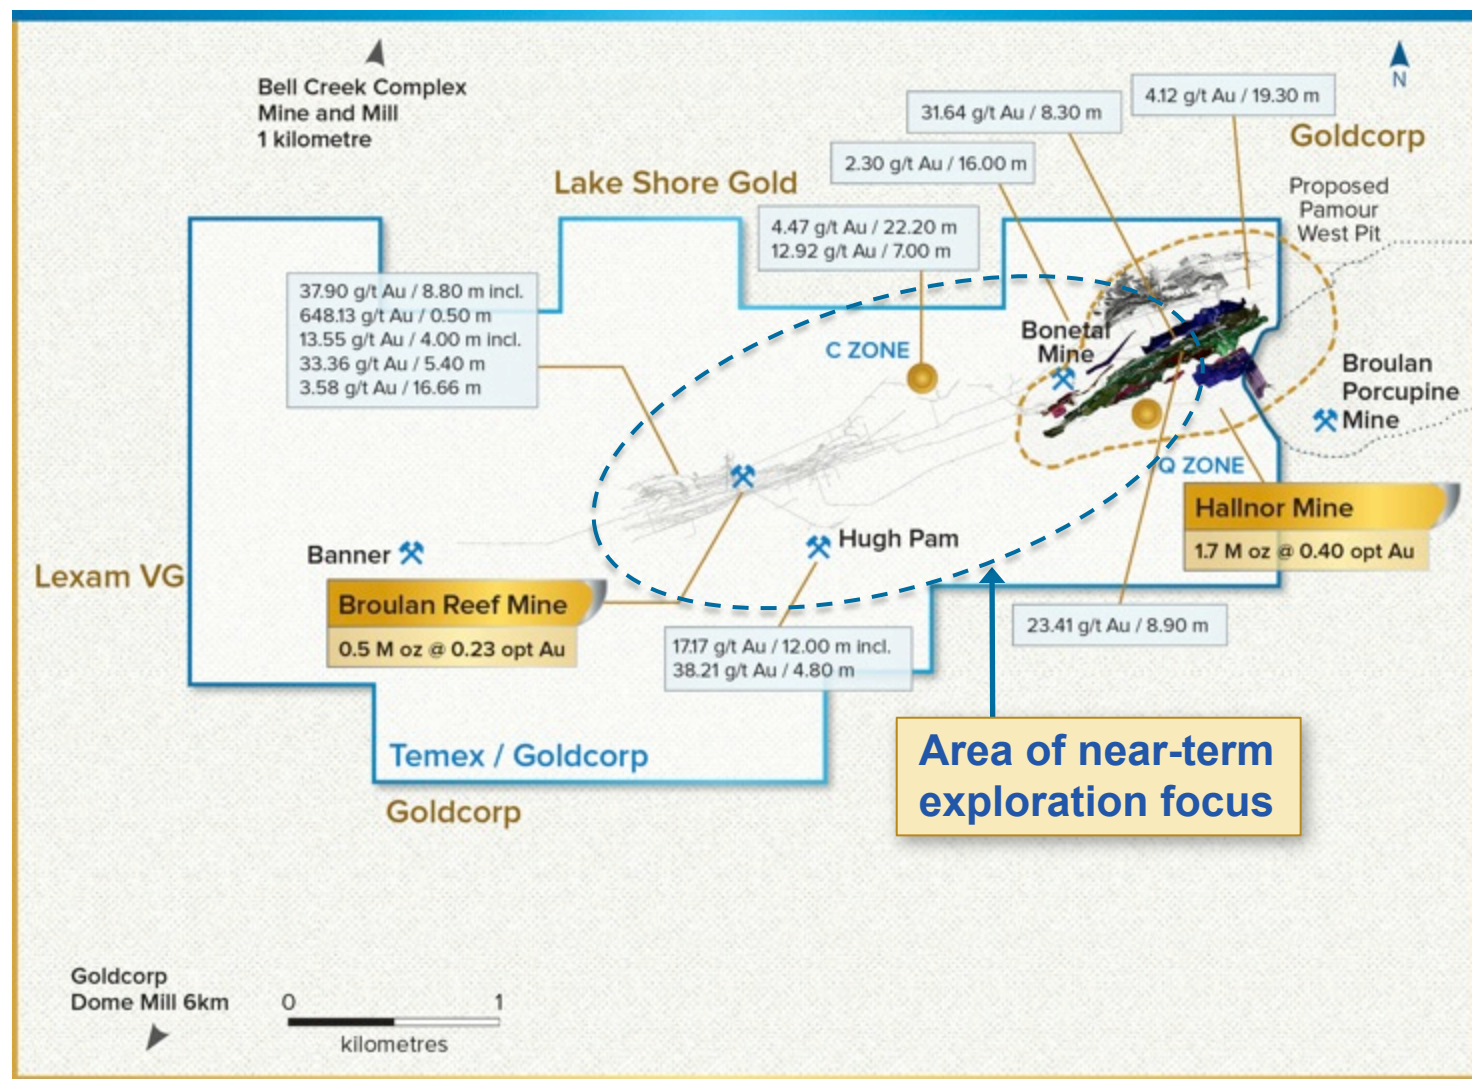 Bell Creek Complex
Mine and Mill
1 kilometre
N
4.12 g/t Au / 19.30 m
31.64 g/t Au / 8.30 m
Goldcorp
2.30 g/t Au / 16.00 m
Lake Shore Gold
Proposed
Pamour
West Pit
4.47 g/t Au / 22.20 m
12.92 g/t Au / 7.00 m
37.90 g/t Au / 8.80 m incl.
648.13 g/t Au / 0.50 m
13.55 g/t Au / 4.00 m incl.
33.36 g/t Au / 5.40 m
3.58 g/t Au / 16.66 m
C ZONE
Bonetal
Mine
Broulan
Porcupine
Mine
Q ZONE
Hallnor Mine
1.7 M oz @ 0.40 opt Au
Banner
Hugh Pam
Lexam VG
Broulan Reef Mine
0.5 M oz @ 0.23 opt Au
23.41 g/t Au / 8.90 m
17.17 g/t Au / 12.00 m incl.
38.21 g/t Au / 4.80 m
Area of near-term
exploration focus
Temex / Goldcorp
Goldcorp
Goldcorp
Dome Mill 6km
0 1
kilometres